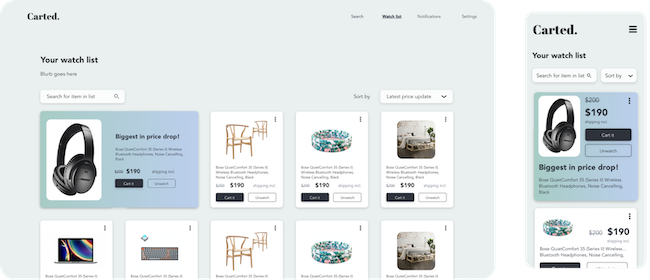 Carted.
Search
Watch list
Notifications
Settings
Your watch list
Blurb goes here
Search for item in list
Sort by
Latest price update
Biggest in price drop!
Bose QuietComfort 35 (Series II) Wireless
Bluetooth Headphones, Noise Cancelling,
Black
$200 $190 shipping incl.
Cart it
Unwatch
Bose QuietComfort 35 (Series II)
Wireless Bluetooth Headphones,
Noise Cancelling, Black
$200 $190 shipping incl.
Cart it
Unwatch
Bose QuietComfort 35 (Series II)
Wireless Bluetooth Headphones,
Noise Cancelling, Black
$200 $190 shipping incl.
Cart it
Unwatch
Bose QuietComfort 35 (Series II)
Wireless Bluetooth Headphones,
Noise Cancelling, Black
$200 $190 shipping incl.
Cart it
Unwatch
Bose QuietComfort 35 (Series II)
Bose QuietComfort 35 (Series II)
Bose QuietComfort 35 (Series II)
Bose QuietComfort 35 (Series II)
Bose QuietComfort 35 (Series II)
Carted.
Your watch list
Search for item in list
Sort by
$200
$190
shipping incl.
Cart it
Unwatch
Biggest in price drop!
Bose QuietComfort 35 (Series II) Wireless
Bluetooth Headphones, Noise Cancelling, Black
$200 $190
shipping incl.
Bose QuietComfort 35 (Series II) Wireless
Bluetooth Headphones, Noise Cancelling, Black
Cart it
Unwatch